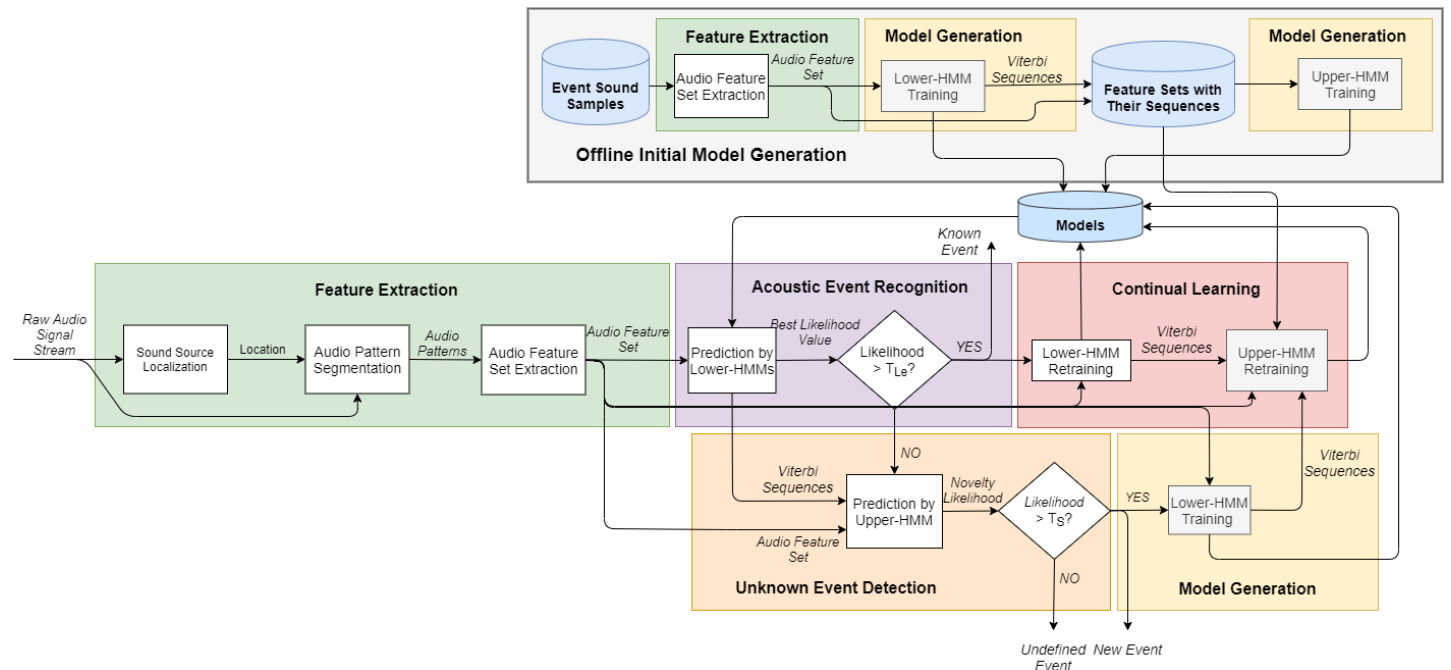 Feature Extraction
Model Generation
Model Generation
Audio Feature
Set
Viterbi
Sequences
Event Sound
Samples
Audio Feature
Set Extraction
Lower-HMM
Training
Feature Sets with
Their Sequences
Upper-HMM
Training
Offline Initial Model Generation
Models
Known
Event
Feature Extraction
Acoustic Event Recognition
Continual Learning
Raw Audio
Signal
Stream
Sound Source
Localization
Location
Audio Pattern
Segmentation
Audio
Patterns
Audio Feature
Set Extraction
Audio Feature
Set
Prediction by
Lower-HMMs
Best Likelihood
Value
Likelihood
> TLe?
YES
Lower-HMM
Retraining
Viterbi
Sequences
Upper-HMM
Retraining
NO
Viterbi
Sequences
Audio Feature
Set
Prediction by
Upper-HMM
Novelty
Likelihood
Likelihood
> TS?
YES
Lower-HMM
Training
Viterbi
Sequences
NO
Unknown Event Detection
Model Generation
Undefined
Event
New Event